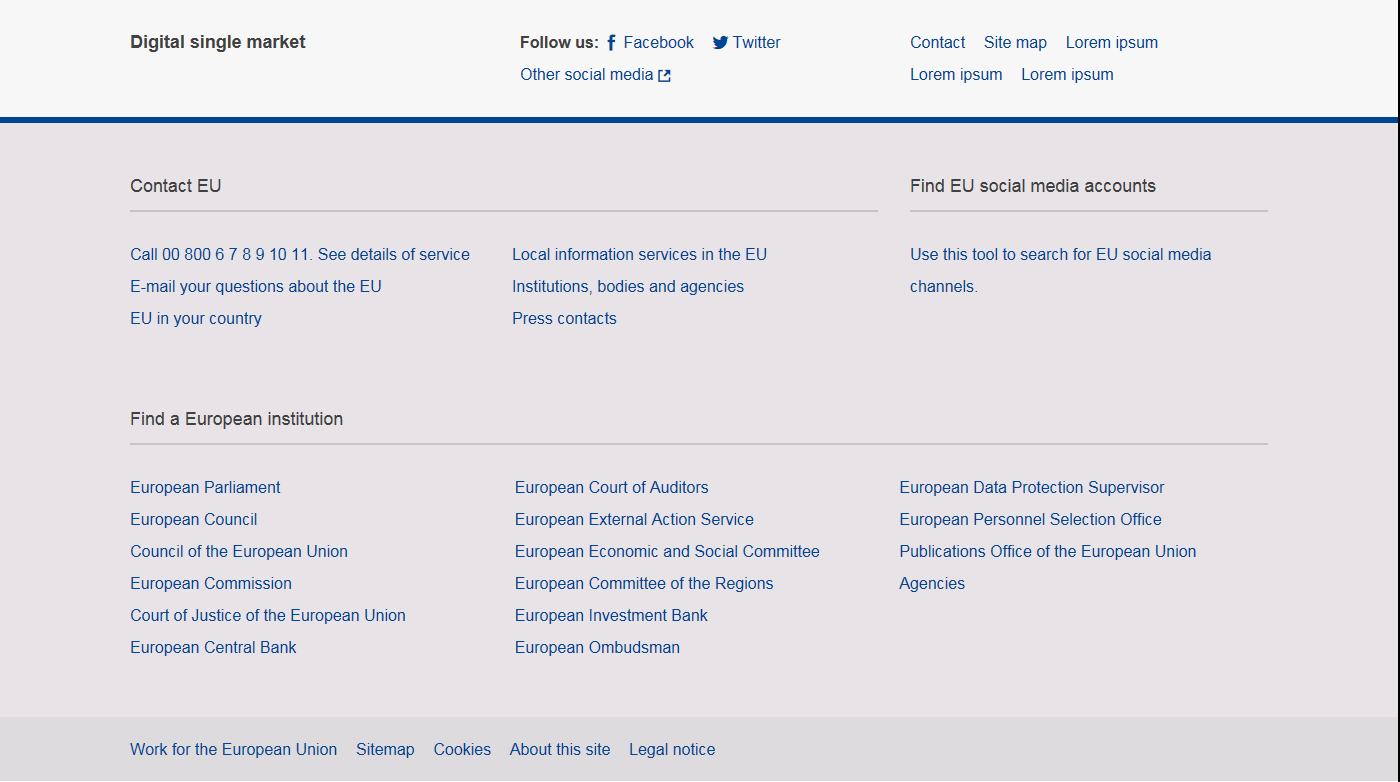 Digital single market
Follow us: Facebook Twitter
Other social media
Contact Site map Lorem ipsum
Lorem ipsum Lorem ipsum
Contact EU
Call 00 800 6 7 8 9 10 11. See details of service
E-mail your questions about the EU
EU in your country
Local information services in the EU
Institutions, bodies and agencies
Press contacts
Find EU social media accounts
Use this tool to search for EU social media
channels.
Find a European institution
European Parliament
European Council
Council of the European Union
European Commission
Court of Justice of the European Union
European Central Bank
European Court of Auditors
European External Action Service
European Economic and Social Committee
European Committee of the Regions
European Investment Bank
European Ombudsman
European Data Protection Supervisor
European Personnel Selection Office
Publications Office of the European Union
Agencies
Work for the European Union Sitemap Cookies About this site Legal notice